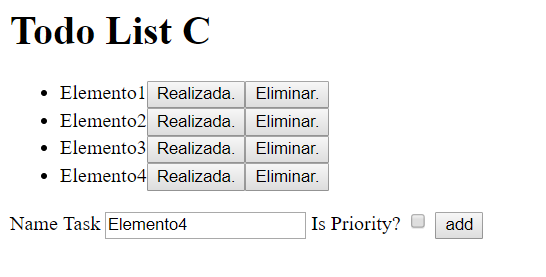 Todo List C
Elemento1 Realizada. Eliminar.
Elemento2 Realizada. Eliminar.
Elemento3 Realizada. Eliminar.
Elemento4 Realizada. Eliminar.
Name Task Elemento4 Is Priority? add